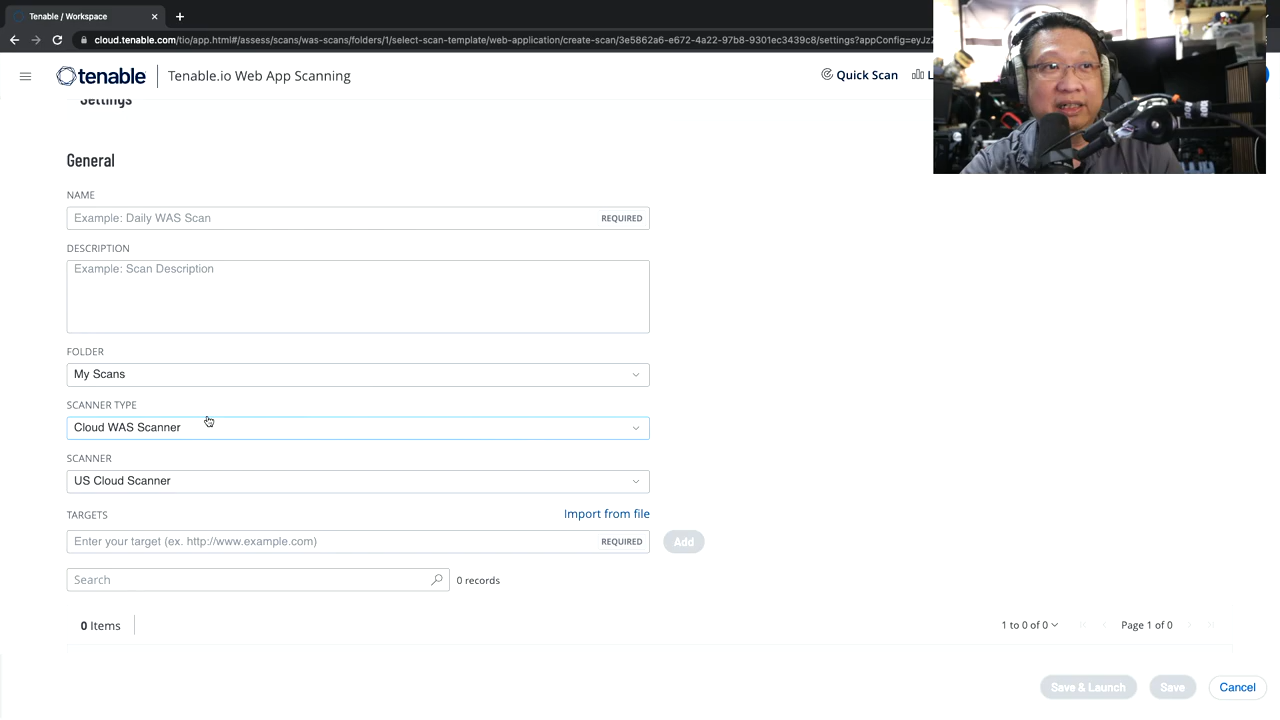 Tenable / Workspace
cloud.tenable.com/tio/app.html#/assess/scans/was-scans/folders/1/select-scan-template/web-application/create-scan/3e5862a6-e672-4a22-97b8-9301ec3439c8/settings?appConfig=eyJz
tenable Tenable.io Web App Scanning Quick Scan
Settings
General
NAME
Example: Daily WAS Scan REQUIRED
DESCRIPTION
Example: Scan Description
FOLDER
My Scans
SCANNER TYPE
Cloud WAS Scanner
SCANNER
US Cloud Scanner
TARGETS Import from file
Enter your target (ex. http://www.example.com) REQUIRED Add
Search 0 records
0 Items 1 to 0 of 0 Page 1 of 0
Save & Launch Save Cancel